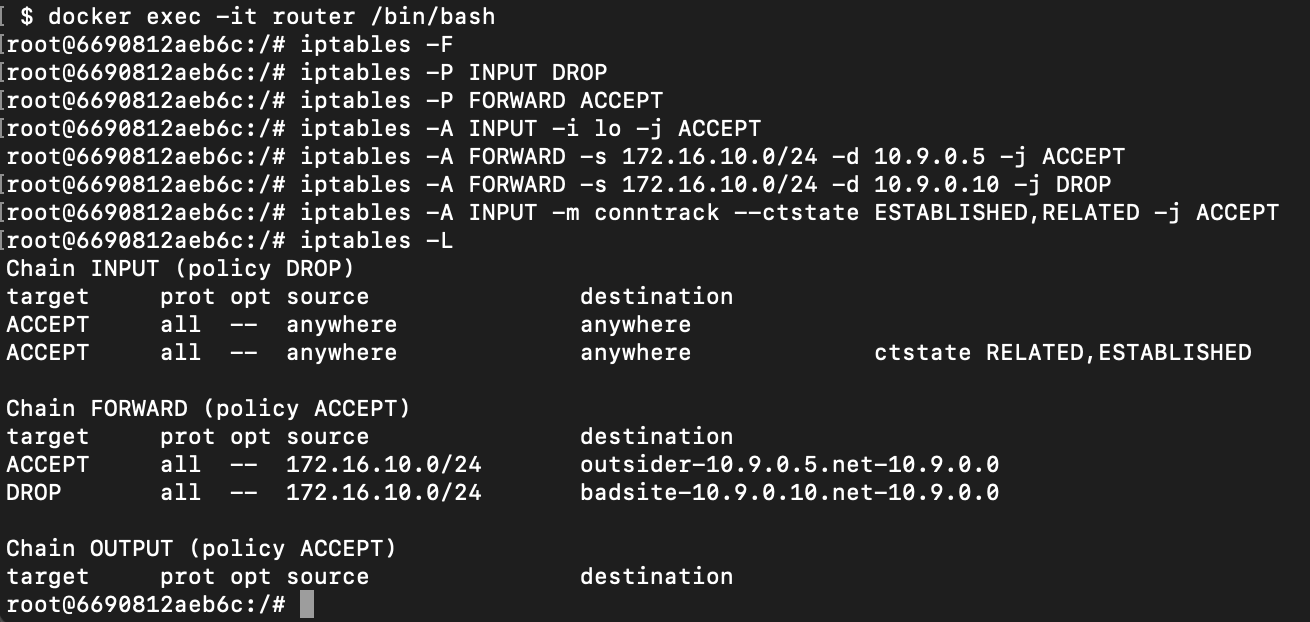 $ docker exec -it router /bin/bash
[root@6690812aeb6c:/# iptables -F
[root@6690812aeb6c:/# iptables -P INPUT DROP
[root@6690812aeb6c:/# iptables -P FORWARD ACCEPT
[root@6690812aeb6c:/# iptables -A INPUT -i lo -j ACCEPT
root@6690812aeb6c:/# iptables -A FORWARD -s 172.16.10.0/24 -d 10.9.0.5 -j ACCEPT
[root@6690812aeb6c:/# iptables -A FORWARD -s 172.16.10.0/24 -d 10.9.0.10 -j DROP
[root@6690812aeb6c:/# iptables -A INPUT -m conntrack --ctstate ESTABLISHED,RELATED -j ACCEPT
[root@6690812aeb6c:/# iptables -L
Chain INPUT (policy DROP)
target     prot opt source               destination
ACCEPT     all  --  anywhere             anywhere
ACCEPT     all  --  anywhere             anywhere             ctstate RELATED,ESTABLISHED

Chain FORWARD (policy ACCEPT)
target     prot opt source               destination
ACCEPT     all  --  172.16.10.0/24       outsider-10.9.0.5.net-10.9.0.0
DROP       all  --  172.16.10.0/24       badsite-10.9.0.10.net-10.9.0.0

Chain OUTPUT (policy ACCEPT)
target     prot opt source               destination
root@6690812aeb6c:/#